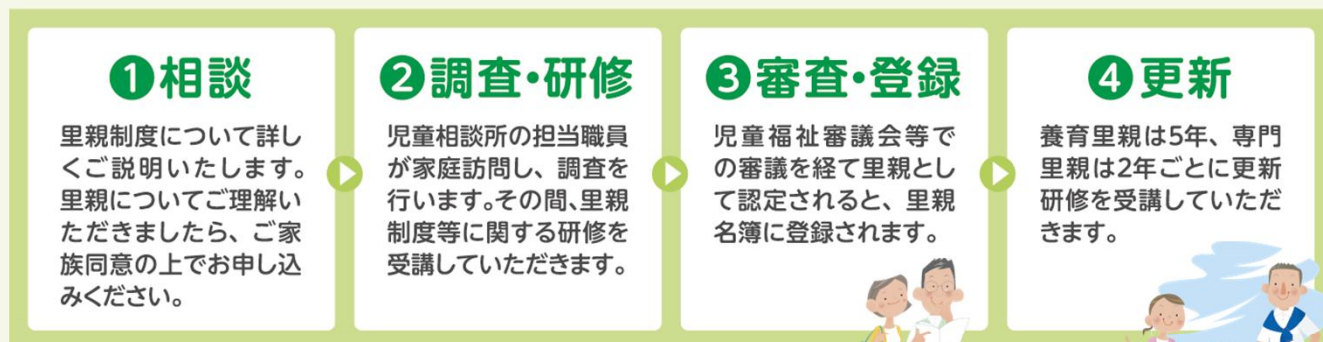 ❶相談
里親制度について詳し
くご説明いたします。
里親についてご理解い
ただきましたら、ご家
族同意の上でお申し込
みください。
❷調査・研修
児童相談所の担当職員
が家庭訪問し、調査を
行います。その間、里親
制度等に関する研修を
受講していただきます。
❸審査・登録
児童福祉審議会等で
の審議を経て里親とし
て認定されると、里親
名簿に登録されます。
❹更新
養育里親は5年、専門
里親は2年ごとに更新
研修を受講していただ
きます。